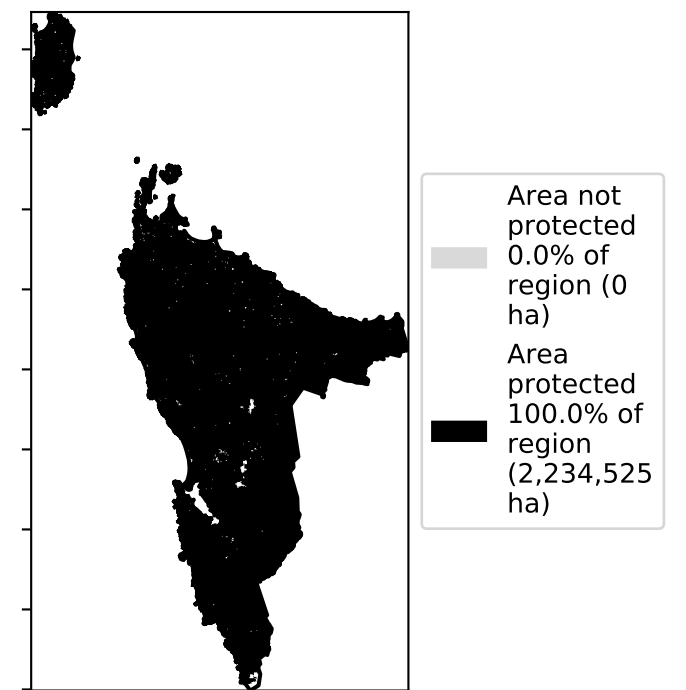 Area not
protected
0.0% of
region (0
ha)
Area
protected
100.0% of
region
(2,234,525
ha)